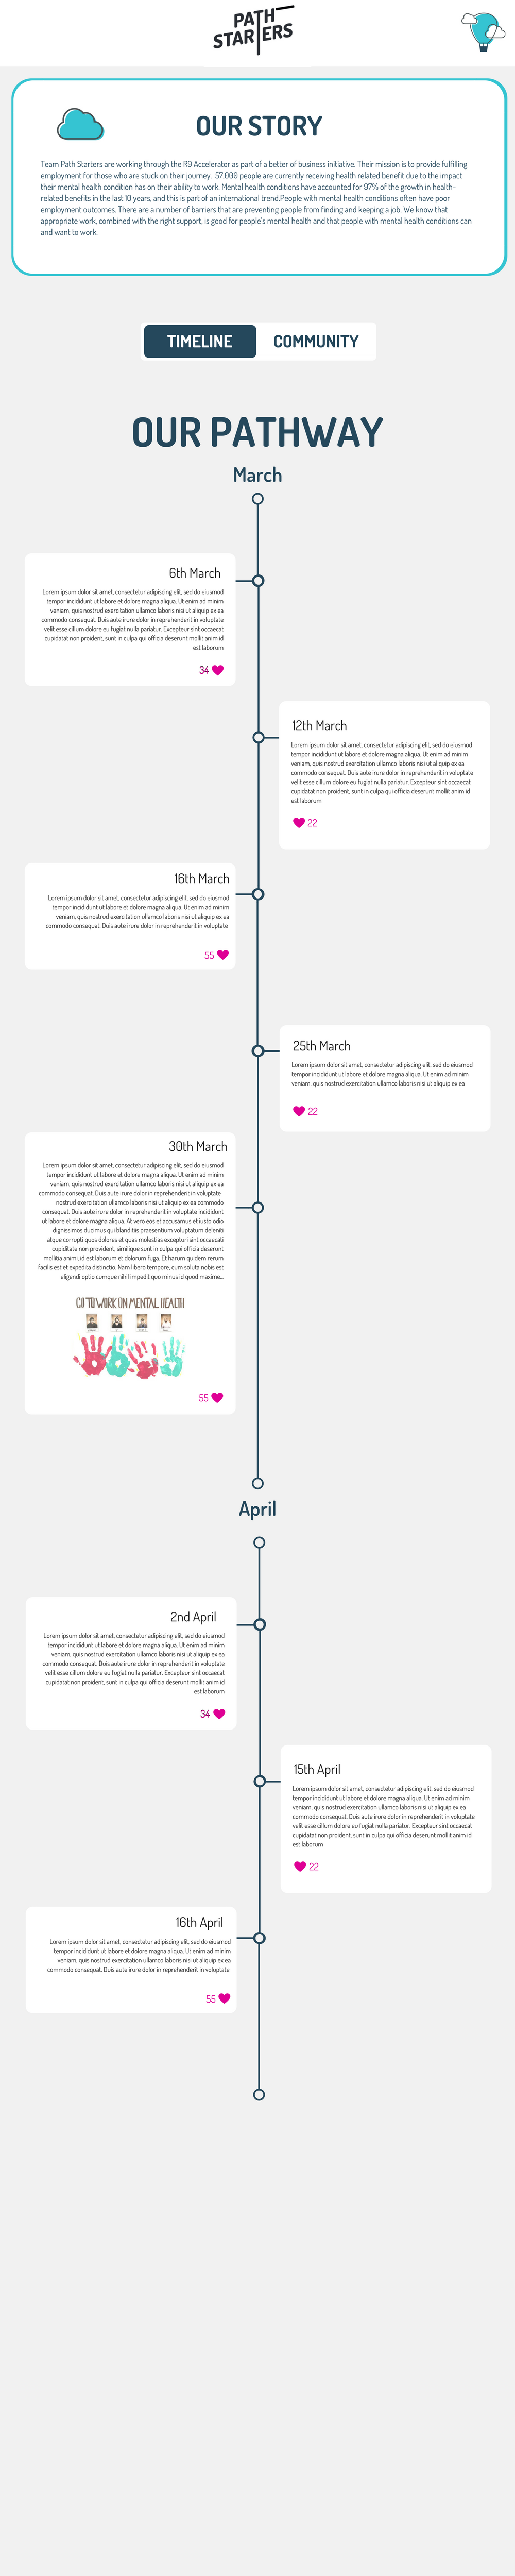 PATH
STARTERS
OUR STORY
Team Path Starters are working through the R9 Accelerator as part of a better of business initiative. Their mission is to provide fulfilling
employment for those who are stuck on their journey.  57,000 people are currently receiving health related benefit due to the impact
their mental health condition has on their ability to work. Mental health conditions have accounted for 97% of the growth in health-
related benefits in the last 10 years, and this is part of an international trend.People with mental health conditions often have poor
employment outcomes. There are a number of barriers that are preventing people from finding and keeping a job. We know that
appropriate work, combined with the right support, is good for people's mental health and that people with mental health conditions can
and want to work.
TIMELINE
COMMUNITY
OUR PATHWAY
March
6th March
Lorem ipsum dolor sit amet, consectetur adipiscing elit, sed do eiusmod
tempor incididunt ut labore et dolore magna aliqua. Ut enim ad minim
veniam, quis nostrud exercitation ullamco laboris nisi ut aliquip ex ea
commodo consequat. Duis aute irure dolor in reprehenderit in voluptate
velit esse cillum dolore eu fugiat nulla pariatur. Excepteur sint occaecat
cupidatat non proident, sunt in culpa qui officia deserunt mollit anim id
est laborum
34
12th March
Lorem ipsum dolor sit amet, consectetur adipiscing elit, sed do eiusmod
tempor incididunt ut labore et dolore magna aliqua. Ut enim ad minim
veniam, quis nostrud exercitation ullamco laboris nisi ut aliquip ex ea
commodo consequat. Duis aute irure dolor in reprehenderit in voluptate
velit esse cillum dolore eu fugiat nulla pariatur. Excepteur sint occaecat
cupidatat non proident, sunt in culpa qui officia deserunt mollit anim id
est laborum
22
16th March
Lorem ipsum dolor sit amet, consectetur adipiscing elit, sed do eiusmod
tempor incididunt ut labore et dolore magna aliqua. Ut enim ad minim
veniam, quis nostrud exercitation ullamco laboris nisi ut aliquip ex ea
commodo consequat. Duis aute irure dolor in reprehenderit in voluptate
55
25th March
Lorem ipsum dolor sit amet, consectetur adipiscing elit, sed do eiusmod
tempor incididunt ut labore et dolore magna aliqua. Ut enim ad minim
veniam, quis nostrud exercitation ullamco laboris nisi ut aliquip ex ea
22
30th March
Lorem ipsum dolor sit amet, consectetur adipiscing elit, sed do eiusmod
tempor incididunt ut labore et dolore magna aliqua. Ut enim ad minim
veniam, quis nostrud exercitation ullamco laboris nisi ut aliquip ex ea
commodo consequat. Duis aute irure dolor in reprehenderit in voluptate
nostrud exercitation ullamco laboris nisi ut aliquip ex ea commodo
consequat. Duis aute irure dolor in reprehenderit in voluptate incididunt
ut labore et dolore magna aliqua. At vero eos et accusamus et iusto odio
dignissimos ducimus qui blanditiis praesentium voluptatum deleniti
atque corrupti quos dolores et quas molestias excepturi sint occaecati
cupiditate non provident, similique sunt in culpa qui officia deserunt
mollitia animi, id est laborum et dolorum fuga. Et harum quidem rerum
facilis est et expedita distinctio. Nam libero tempore, cum soluta nobis est
eligendi optio cumque nihil impedit quo minus id quod maxime...
GO TO WORK ON MENTAL HEALTH
55
April
2nd April
Lorem ipsum dolor sit amet, consectetur adipiscing elit, sed do eiusmod
tempor incididunt ut labore et dolore magna aliqua. Ut enim ad minim
veniam, quis nostrud exercitation ullamco laboris nisi ut aliquip ex ea
commodo consequat. Duis aute irure dolor in reprehenderit in voluptate
velit esse cillum dolore eu fugiat nulla pariatur. Excepteur sint occaecat
cupidatat non proident, sunt in culpa qui officia deserunt mollit anim id
est laborum
34
15th April
Lorem ipsum dolor sit amet, consectetur adipiscing elit, sed do eiusmod
tempor incididunt ut labore et dolore magna aliqua. Ut enim ad minim
veniam, quis nostrud exercitation ullamco laboris nisi ut aliquip ex ea
commodo consequat. Duis aute irure dolor in reprehenderit in voluptate
velit esse cillum dolore eu fugiat nulla pariatur. Excepteur sint occaecat
cupidatat non proident, sunt in culpa qui officia deserunt mollit anim id
est laborum
22
16th April
Lorem ipsum dolor sit amet, consectetur adipiscing elit, sed do eiusmod
tempor incididunt ut labore et dolore magna aliqua. Ut enim ad minim
veniam, quis nostrud exercitation ullamco laboris nisi ut aliquip ex ea
commodo consequat. Duis aute irure dolor in reprehenderit in voluptate
55